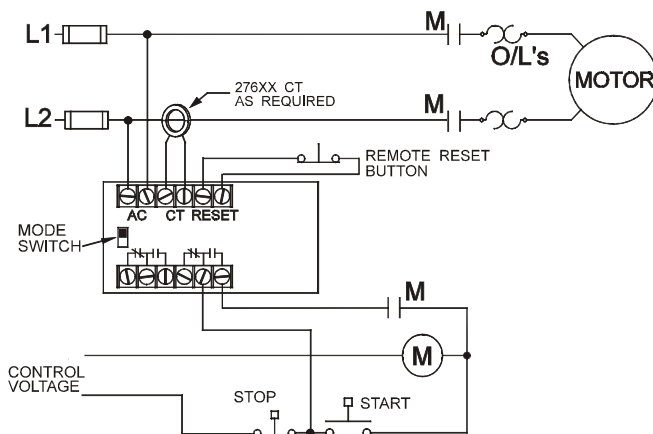 L1
M
O/L's
MOTOR
276XX CT
AS REQUIRED
L2
M
REMOTE RESET
BUTTON
AC CT RESET
MODE
SWITCH
M
M
CONTROL
VOLTAGE
STOP
START